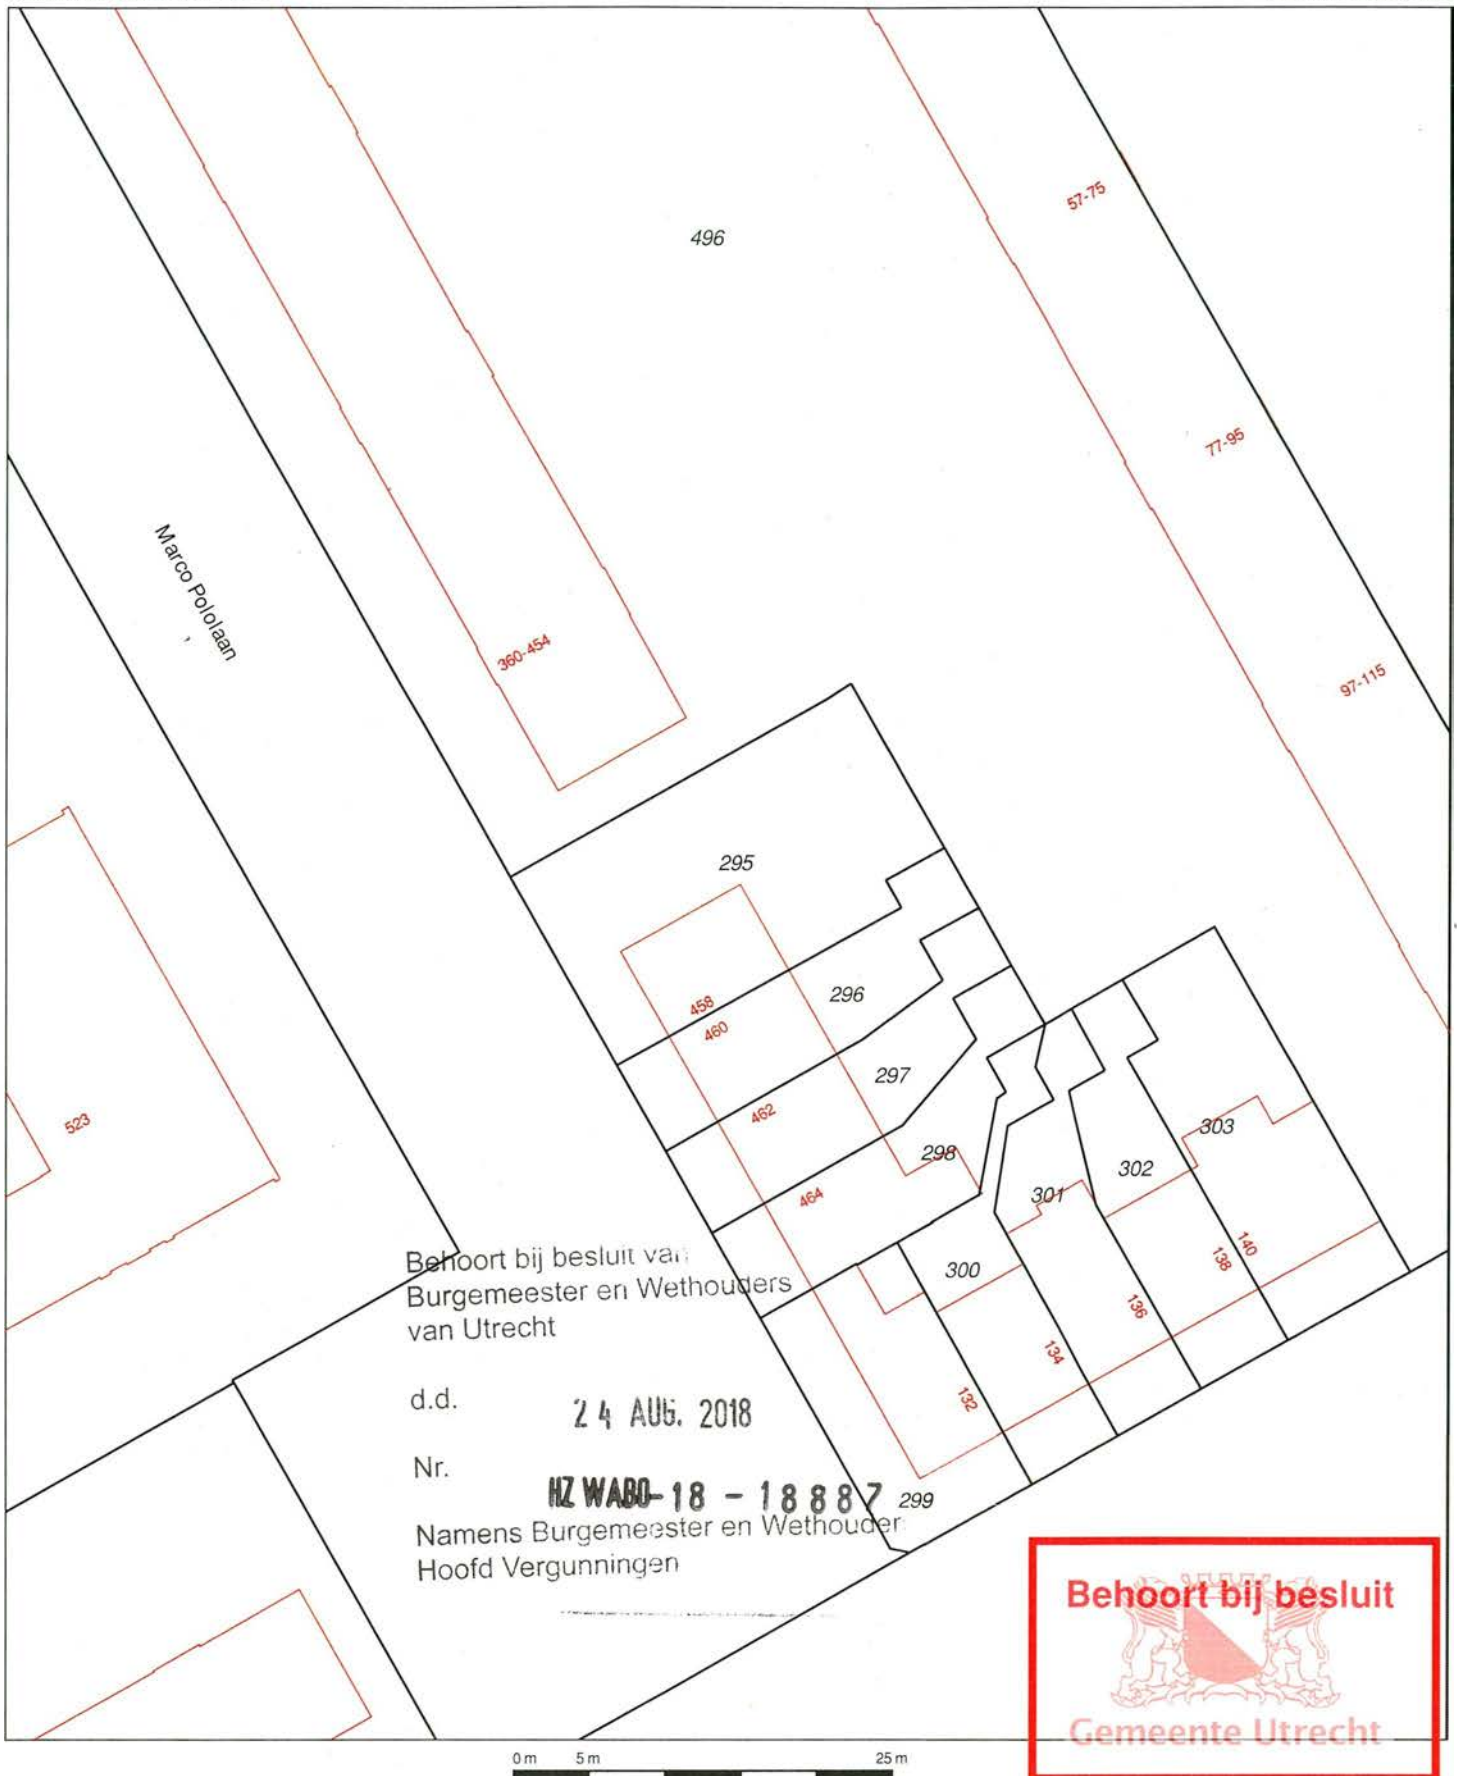 57-75
496
77-95
Marco Pololaan
360-454
97-115
295
458
296
460
297
462
523
303
298
302
464
301
140
138
300
136
134
132
Behoort bij besluit van
Burgemeester en Wethouders
van Utrecht
d.d. 24 AUG. 2018
Nr. HZ WABO-18 - 18887
299
Namens Burgemeester en Wethouder
Hoofd Vergunningen
Behoort bij besluit
Gemeente Utrecht
0 m 5 m 25 m